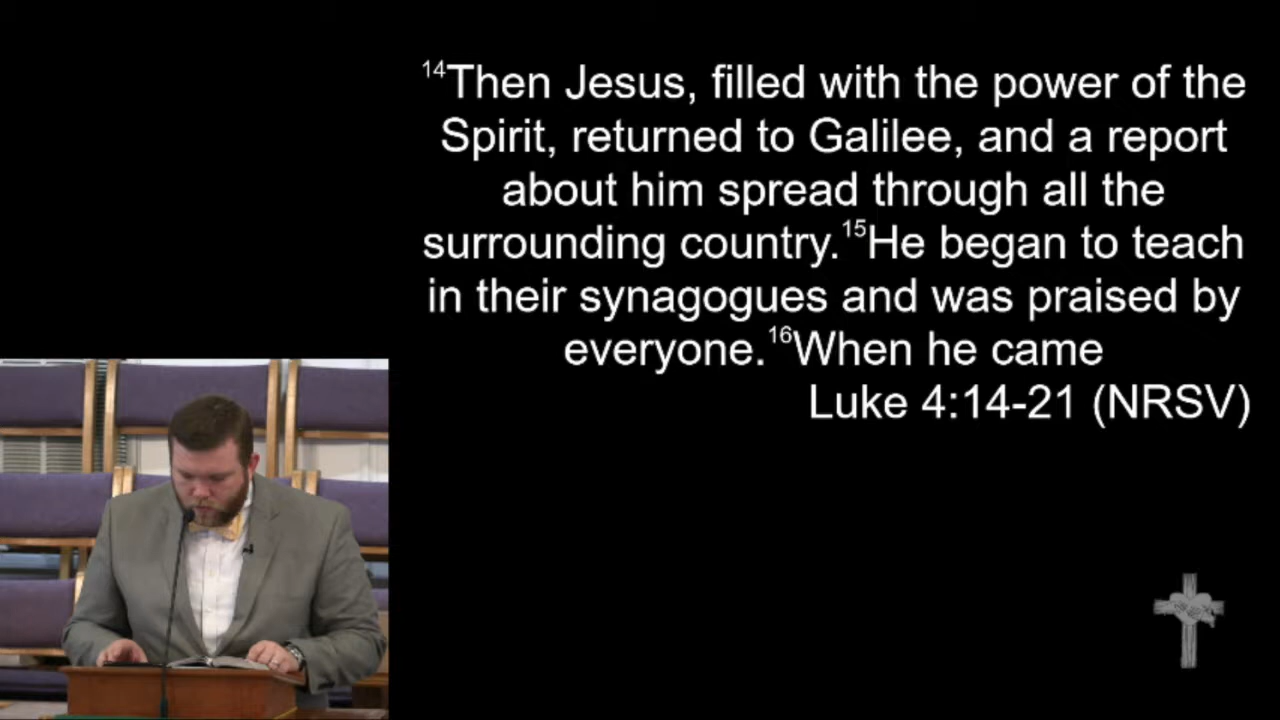 14Then Jesus, filled with the power of the
Spirit, returned to Galilee, and a report
about him spread through all the
surrounding country.15He began to teach
in their synagogues and was praised by
everyone.16When he came
Luke 4:14-21 (NRSV)